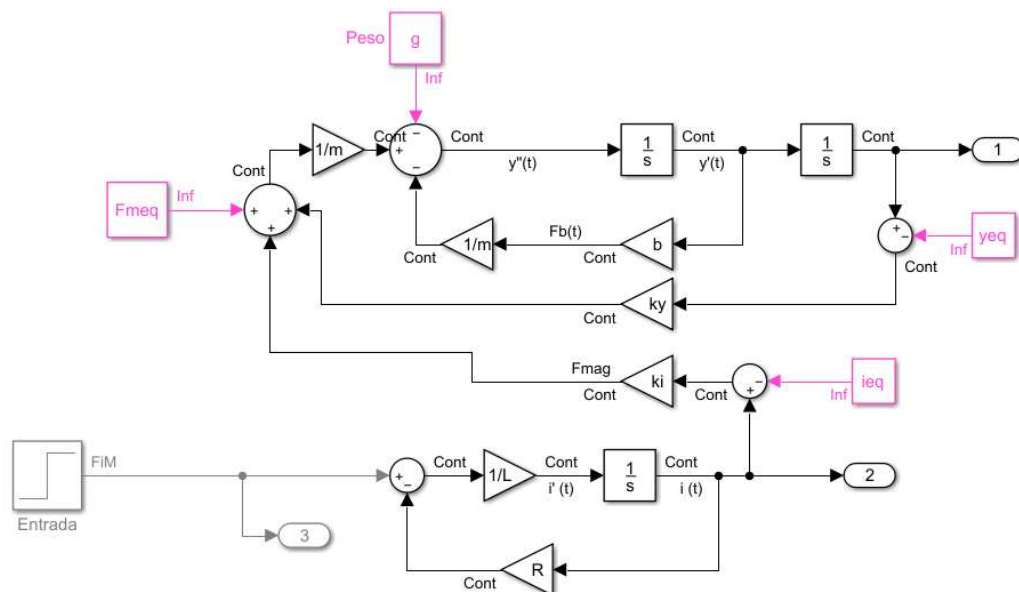 Peso
g
Inf
1/m
Cont
+
−
−
Cont
y"(t)
1
s
Cont
y'(t)
1
s
Cont
1
Cont
Fmeq
Inf
+
+
+
1/m
Cont
Fb(t)
Cont
b
+
−
Inf
yeq
Cont
ky
Cont
Fmag
Cont
ki
Cont
−
+
Inf
ieq
FiM
Entrada
3
+
−
Cont
1/L
Cont
i' (t)
1
s
Cont
i (t)
2
R
Cont